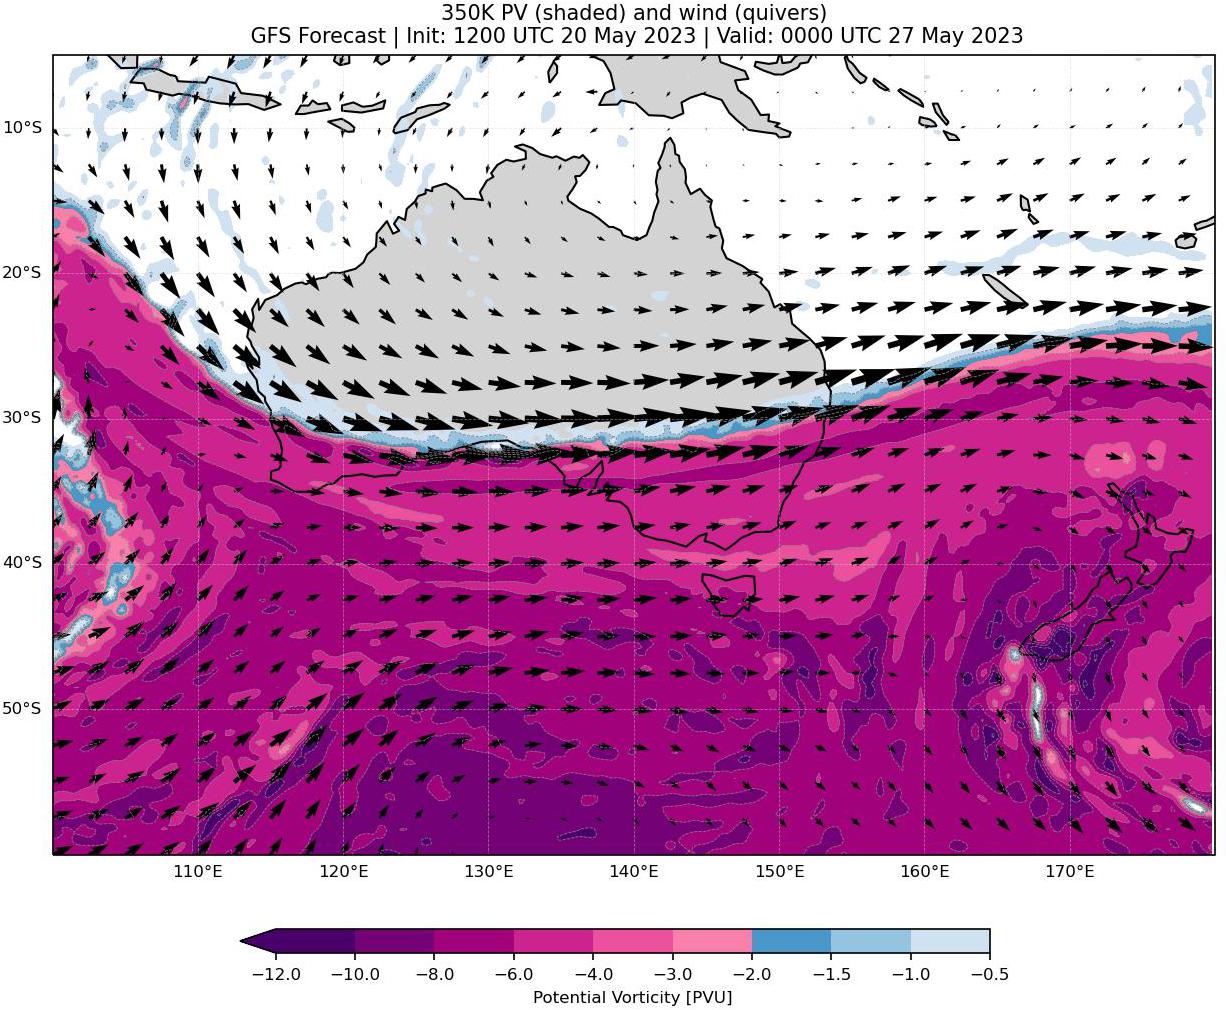 350K PV (shaded) and wind (quivers)
GFS Forecast | Init: 1200 UTC 20 May 2023 | Valid: 0000 UTC 27 May 2023
10°S
20°S
30°S
40°S
50°S
110°E 120°E 130°E 140°E 150°E 160°E 170°E
−12.0 −10.0 −8.0 −6.0 −4.0 −3.0 −2.0 −1.5 −1.0 −0.5
Potential Vorticity [PVU]